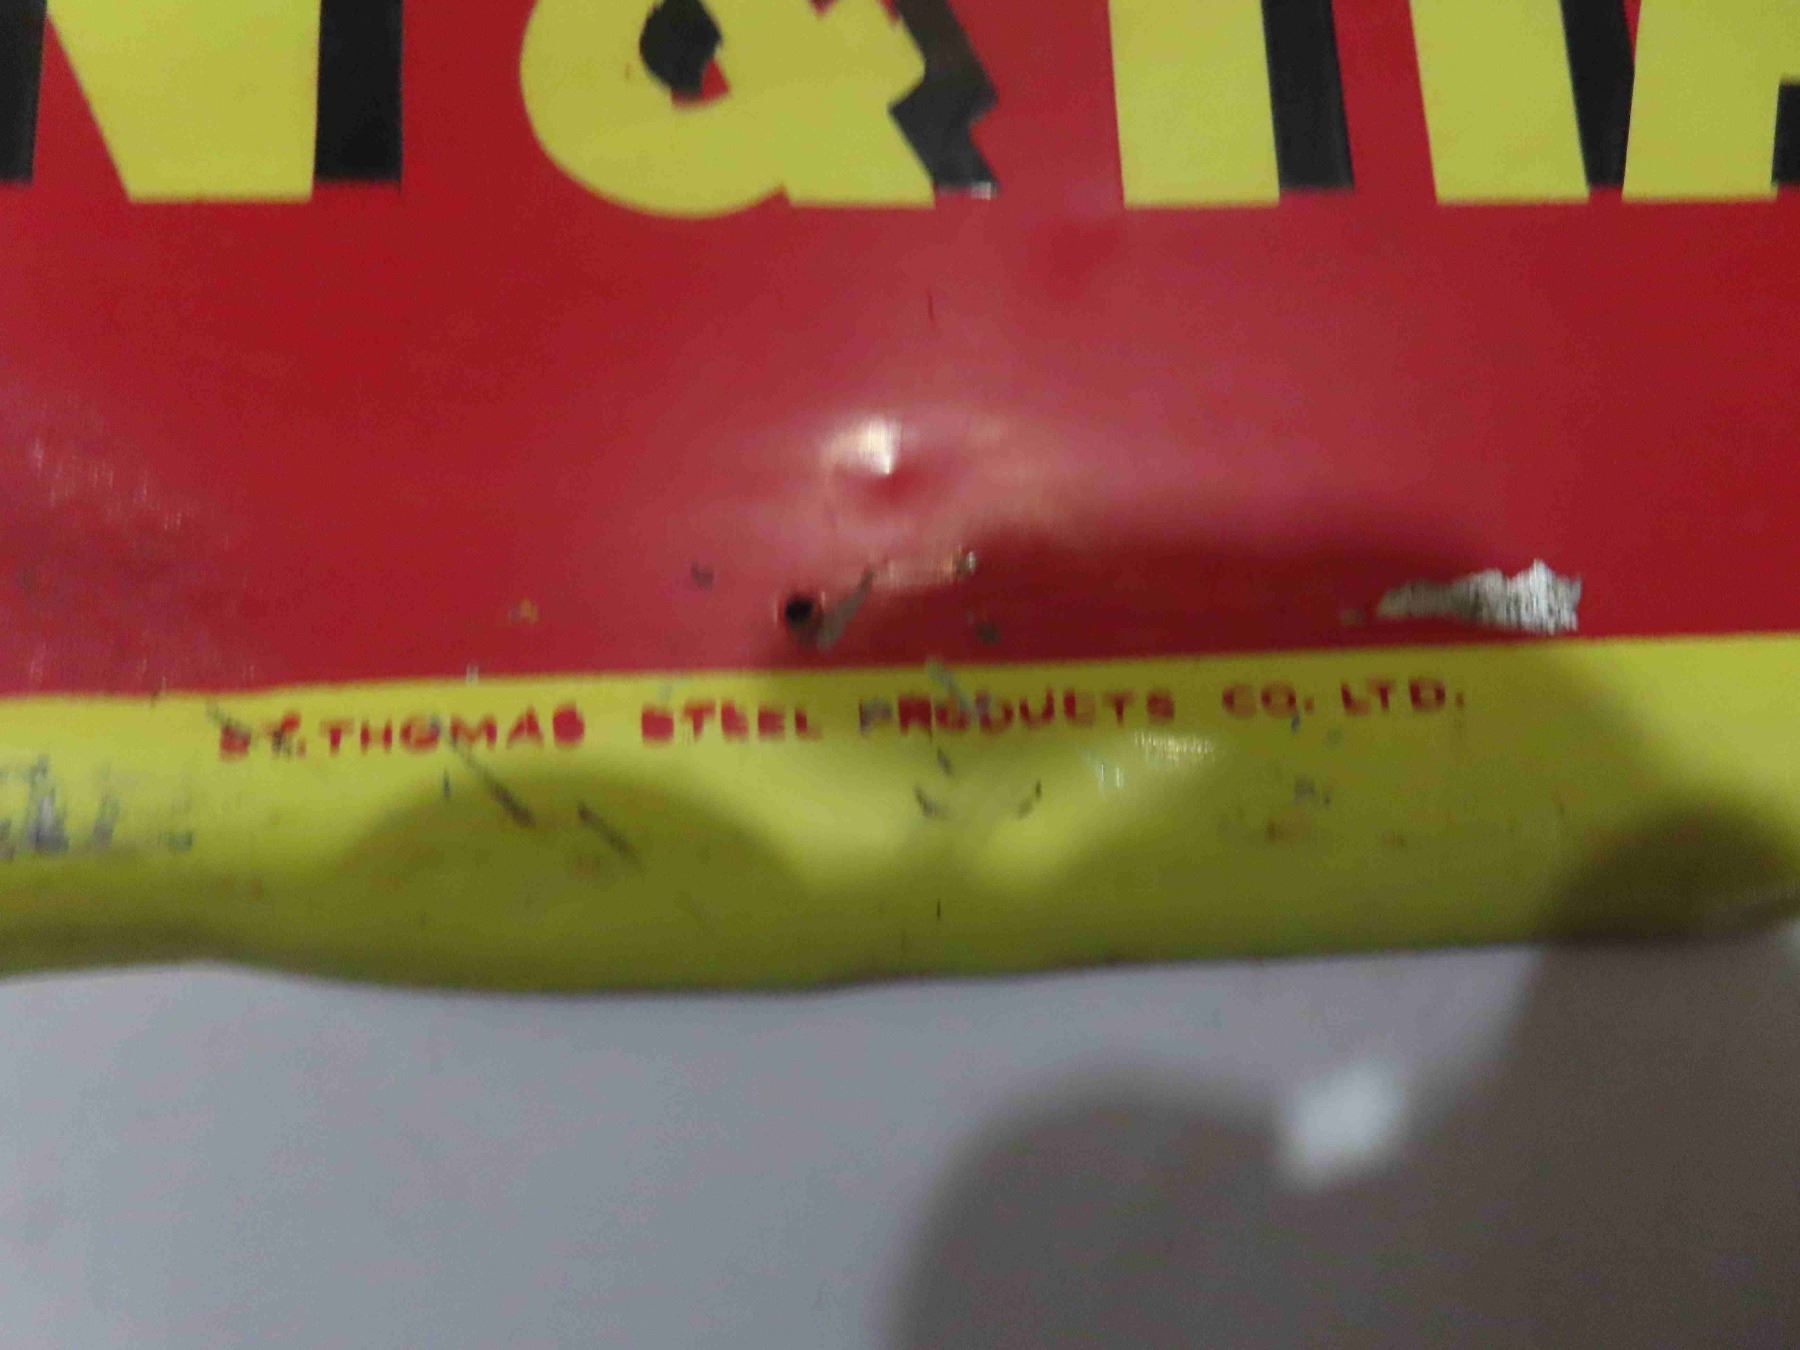 &
ST. THOMAS STEEL PRODUCTS CO. LTD.